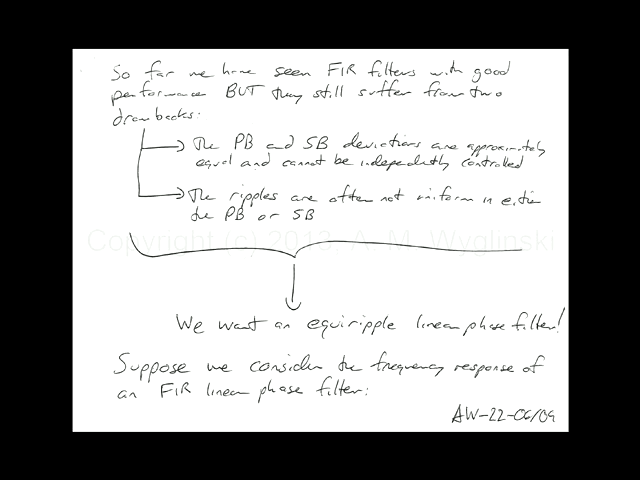 So far we have seen FIR filters with good
performance BUT they still suffer from two
drawbacks:
The PB and SB deviations are approximately
equal and cannot be independently controlled
The ripples are often not uniform in either
the PB or SB
Copyright (c) 2013, A. M. Wyglinski
We want an equiripple linear phase filter!
Suppose we consider the frequency response of
an FIR linear phase filter:
AW-22-06/09